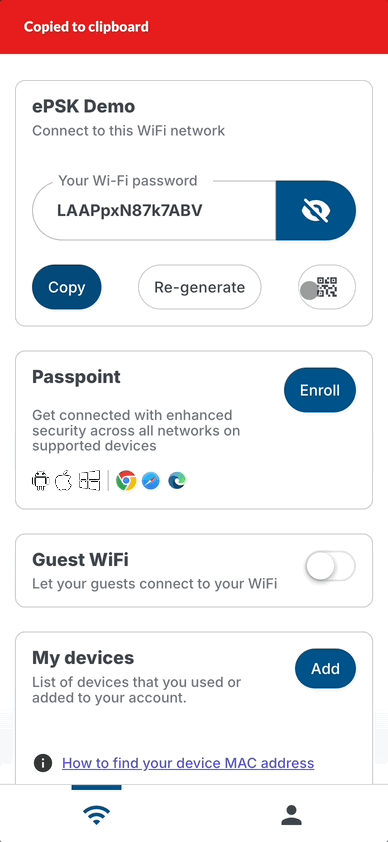 Copied to clipboard
ePSK Demo
Connect to this WiFi network
Your Wi-Fi password
LAAPpxN87k7ABV
Copy
Re-generate
Passpoint
Enroll
Get connected with enhanced
security across all networks on
supported devices
Guest WiFi
Let your guests connect to your WiFi
My devices
Add
List of devices that you used or
added to your account.
How to find your device MAC address